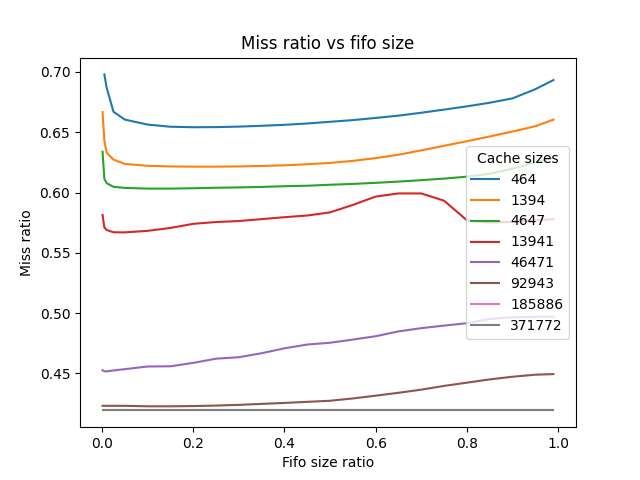 Miss ratio vs fifo size
Miss ratio
0.70
0.65
0.60
0.55
0.50
0.45
Cache sizes
464
1394
4647
13941
46471
92943
185886
371772
0.0 0.2 0.4 0.6 0.8 1.0
Fifo size ratio